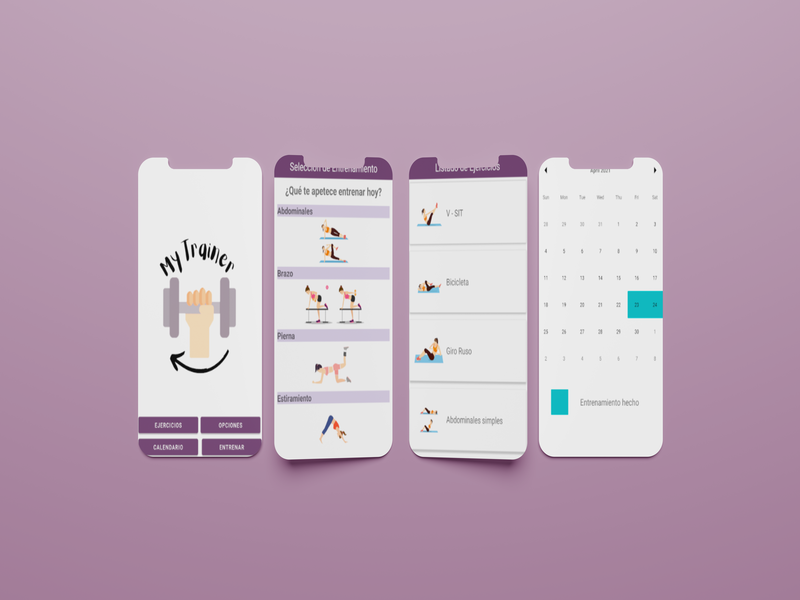 My Trainer
EJERCICIOS
OPCIONES
CALENDARIO
ENTRENAR
Selección de Entrenamiento
¿Qué te apetece entrenar hoy?
Abdominales
Brazo
Pierna
Estiramiento
Listado de Ejercicios
V - SIT
Bicicleta
Giro Ruso
Abdominales simples
April 2021
Sun Mon Tue Wed Thu Fri Sat
28 29 30 31 1 2 3
4 5 6 7 8 9 10
11 12 13 14 15 16 17
18 19 20 21 22 23 24
25 26 27 28 29 30 1
2 3 4 5 6 7 8
Entrenamiento hecho